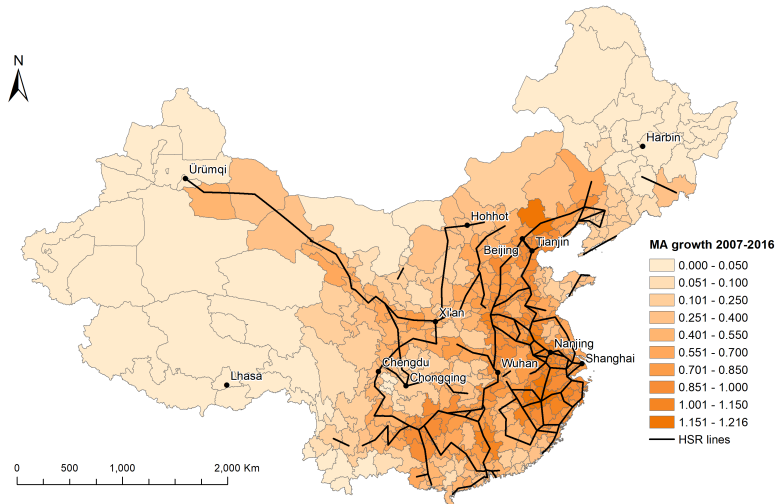 N
Harbin
Ürümqi
Hohhot
Beijing
Tianjin
Xi'an
Nanjing
Shanghai
Chengdu
Wuhan
Chongqing
Lhasa
MA growth 2007-2016
0.000 - 0.050
0.051 - 0.100
0.101 - 0.250
0.251 - 0.400
0.401 - 0.550
0.551 - 0.700
0.701 - 0.850
0.851 - 1.000
1.001 - 1.150
1.151 - 1.216
HSR lines
0 500 1,000 2,000 Km